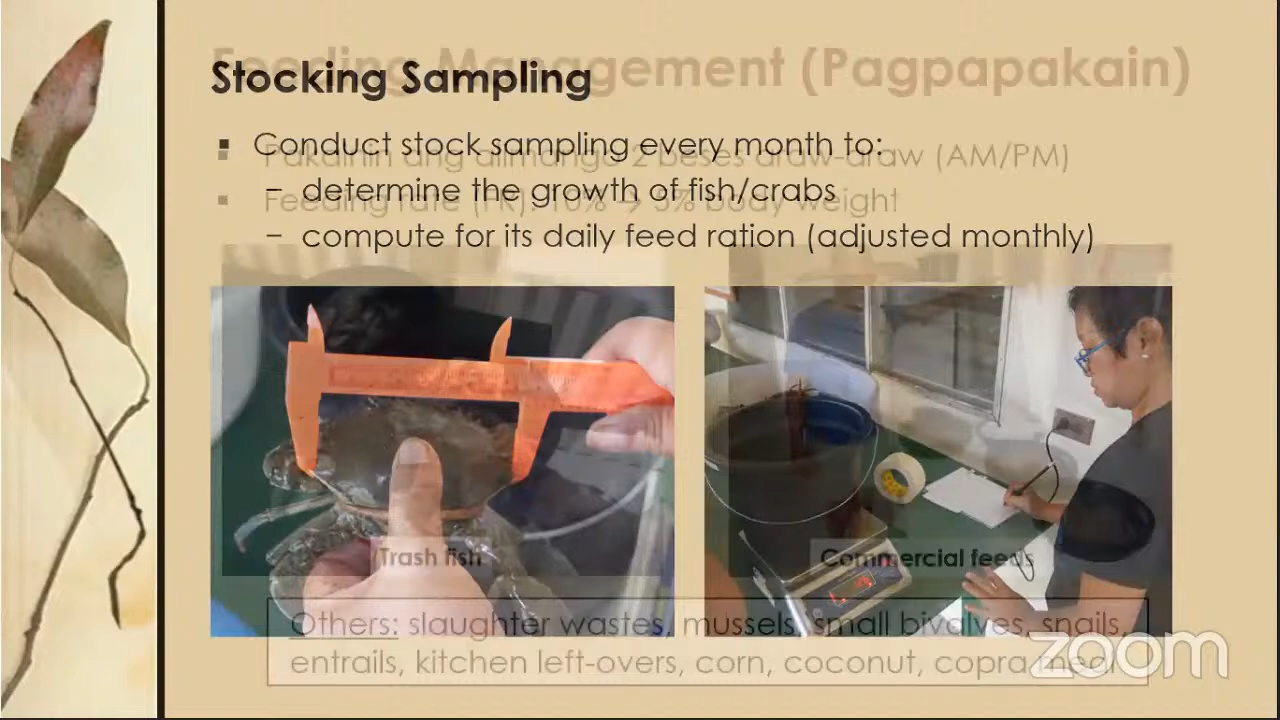 Feeding Management (Pagpapakain)
Stocking Sampling
▪ Conduct stock sampling every month to:
▪ Pakainin ang alimango 2 beses araw-araw (AM/PM)
– determine the growth of fish/crabs
▪ Feeding rate (FR): 10% → 5% body weight
– compute for its daily feed ration (adjusted monthly)
Trash fish
Commercial feeds
Others: slaughter wastes, mussels, small bivalves, snails,
entrails, kitchen left-overs, corn, coconut, copra meal
zoom